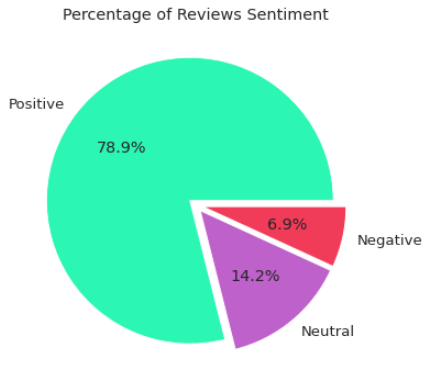 Percentage of Reviews Sentiment
Positive
78.9%
6.9%
Negative
14.2%
Neutral